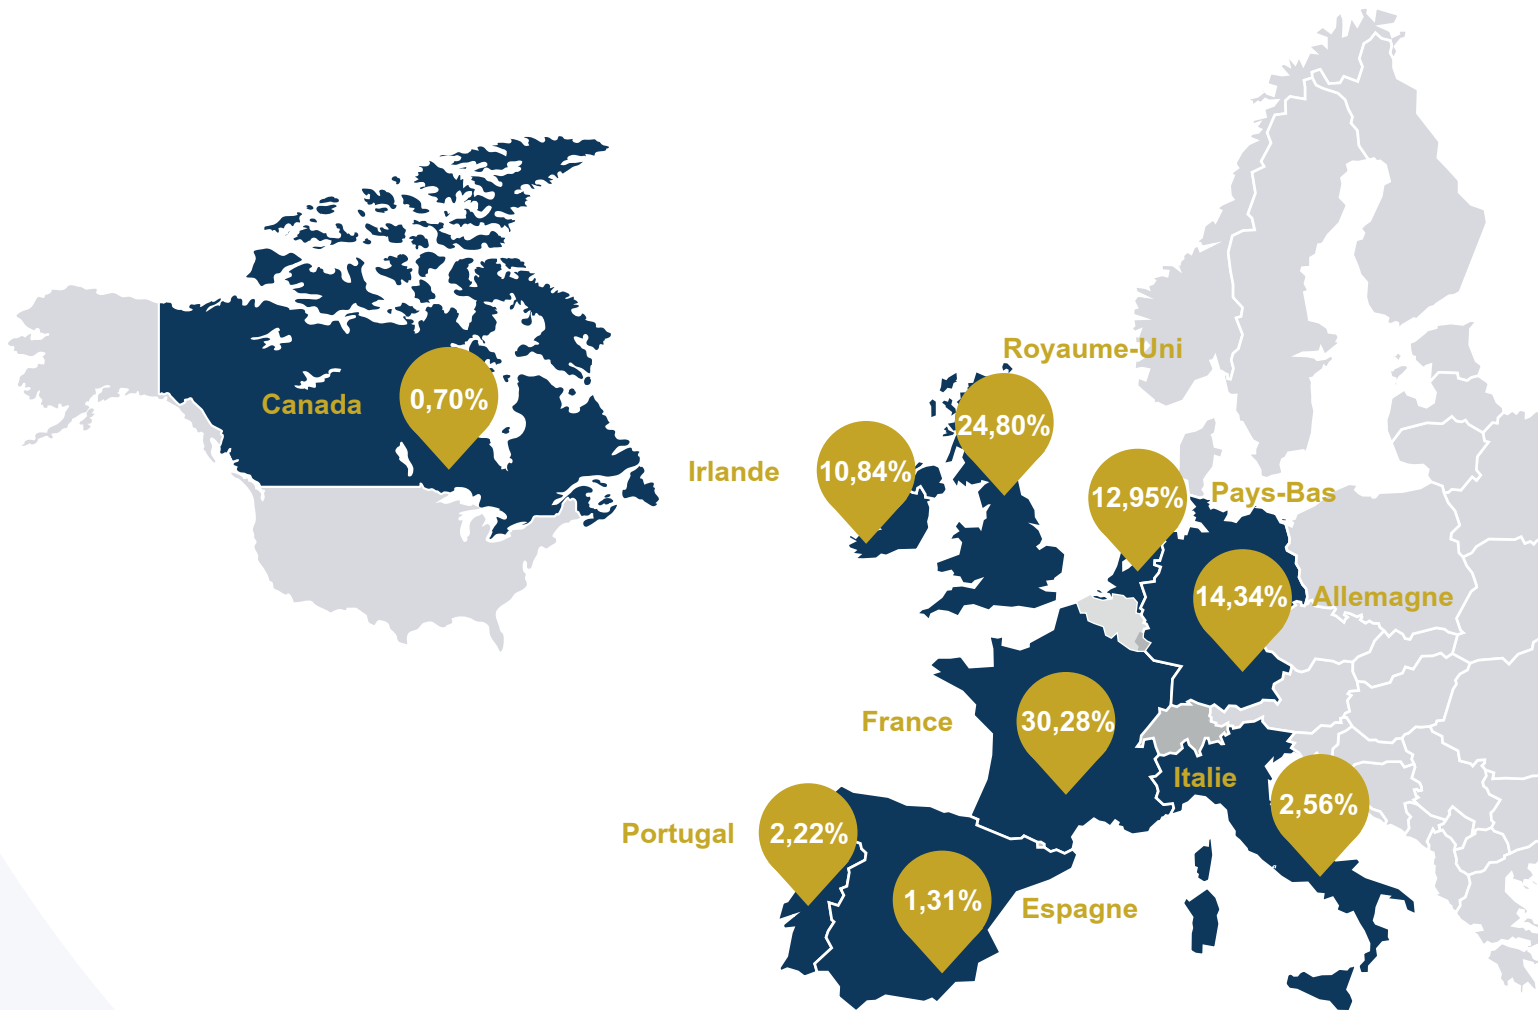 Royaume-Uni
24,80%
Canada
0,70%
Irlande
10,84%
Pays-Bas
12,95%
Allemagne
14,34%
France
30,28%
Italie
2,56%
Portugal
2,22%
Espagne
1,31%